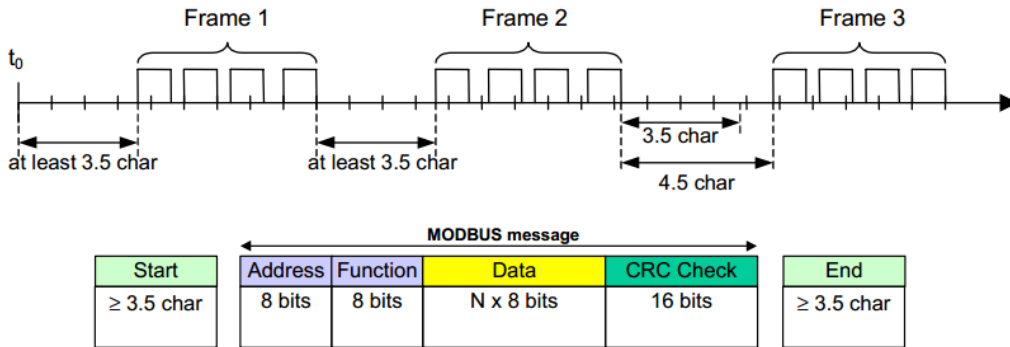 Frame 1
Frame 2
Frame 3
t0
at least 3.5 char
at least 3.5 char
3.5 char
4.5 char
MODBUS message
Start
Address
Function
Data
CRC Check
End
≥ 3.5 char
8 bits
8 bits
N x 8 bits
16 bits
≥ 3.5 char